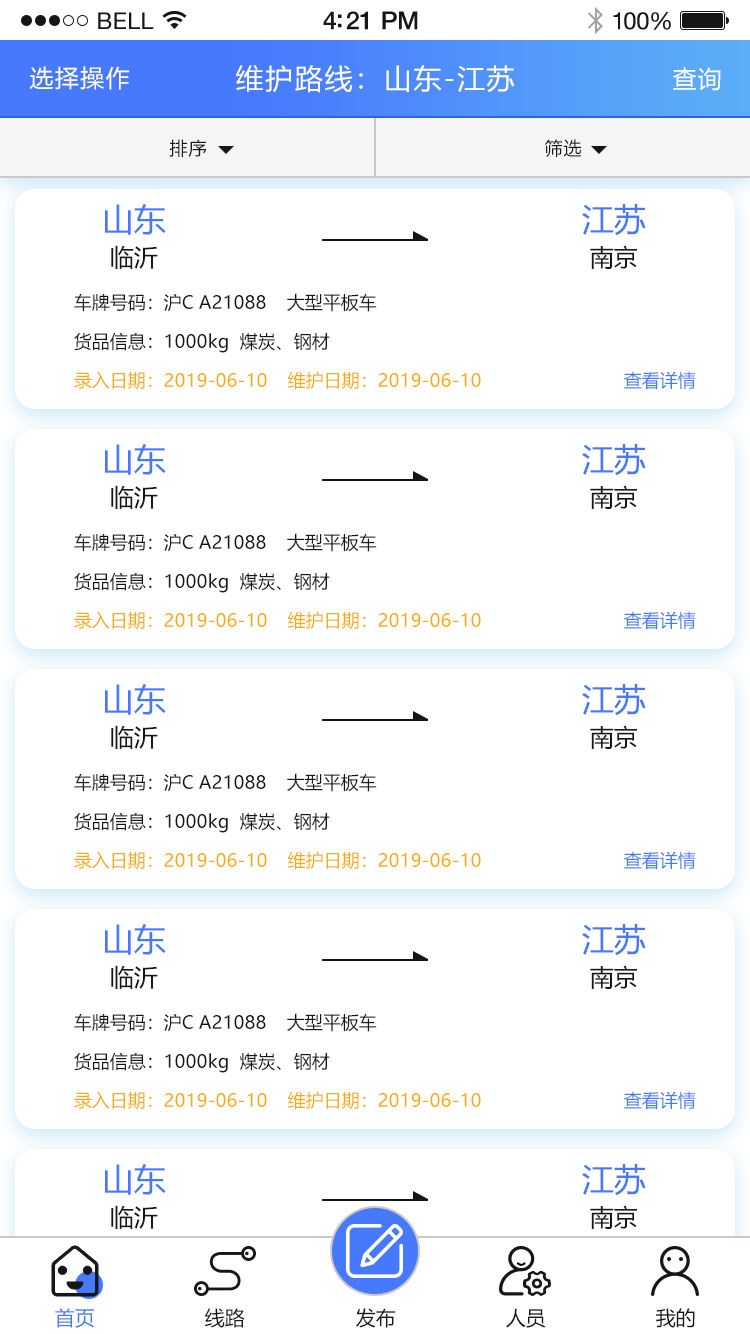 BELL 4:21 PM 100%
选择操作 维护路线：山东-江苏 查询
排序 筛选
山东 江苏
临沂 南京
车牌号码：沪C A21088 大型平板车
货品信息：1000kg 煤炭、钢材
录入日期：2019-06-10 维护日期：2019-06-10 查看详情
山东 江苏
临沂 南京
车牌号码：沪C A21088 大型平板车
货品信息：1000kg 煤炭、钢材
录入日期：2019-06-10 维护日期：2019-06-10 查看详情
山东 江苏
临沂 南京
车牌号码：沪C A21088 大型平板车
货品信息：1000kg 煤炭、钢材
录入日期：2019-06-10 维护日期：2019-06-10 查看详情
山东 江苏
临沂 南京
车牌号码：沪C A21088 大型平板车
货品信息：1000kg 煤炭、钢材
录入日期：2019-06-10 维护日期：2019-06-10 查看详情
山东 江苏
临沂 南京
首页 线路 发布 人员 我的